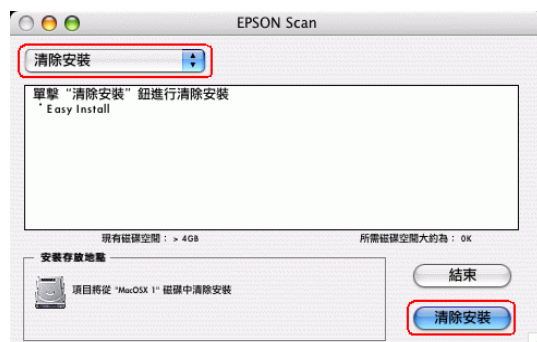 EPSON Scan
清除安裝
單擊“清除安裝”鈕進行清除安裝
• Easy Install
現有磁碟空間： > 4GB
所需磁碟空間大約為： 0K
安裝存放地點
項目將從 "MacOSX 1" 磁碟中清除安裝
結束
清除安裝